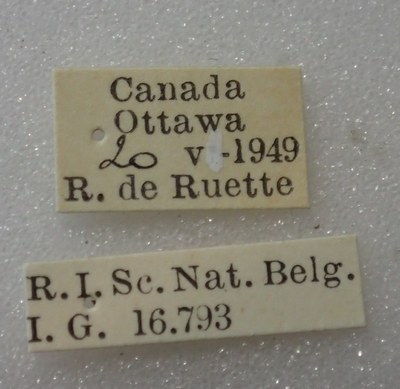 Canada
Ottawa
20 v -1949
R. de Ruette
R. I. Sc. Nat. Belg.
I. G. 16.793